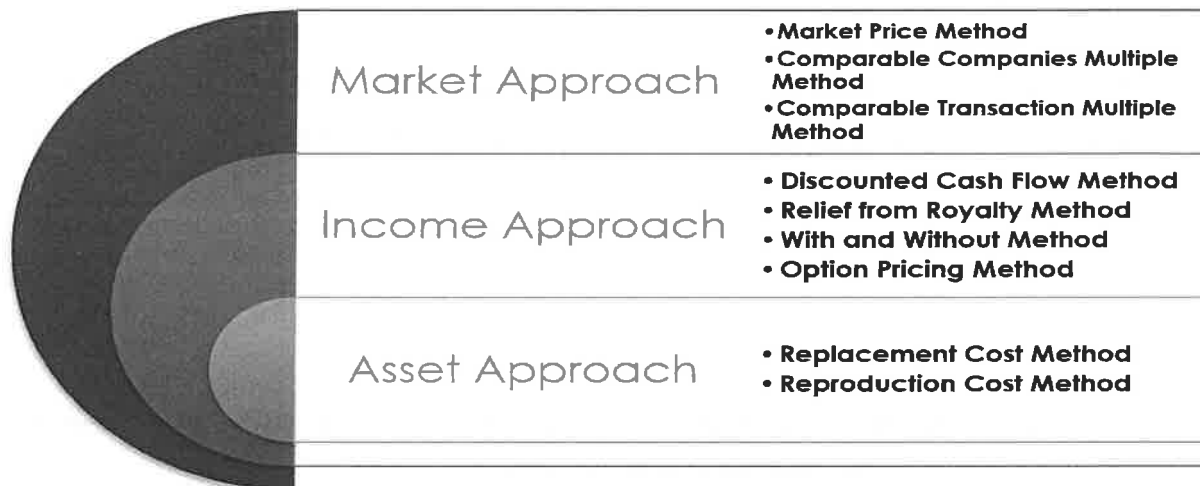 Market Approach
•Market Price Method
•Comparable Companies Multiple
Method
•Comparable Transaction Multiple
Method
Income Approach
• Discounted Cash Flow Method
• Relief from Royalty Method
• With and Without Method
• Option Pricing Method
Asset Approach
• Replacement Cost Method
• Reproduction Cost Method